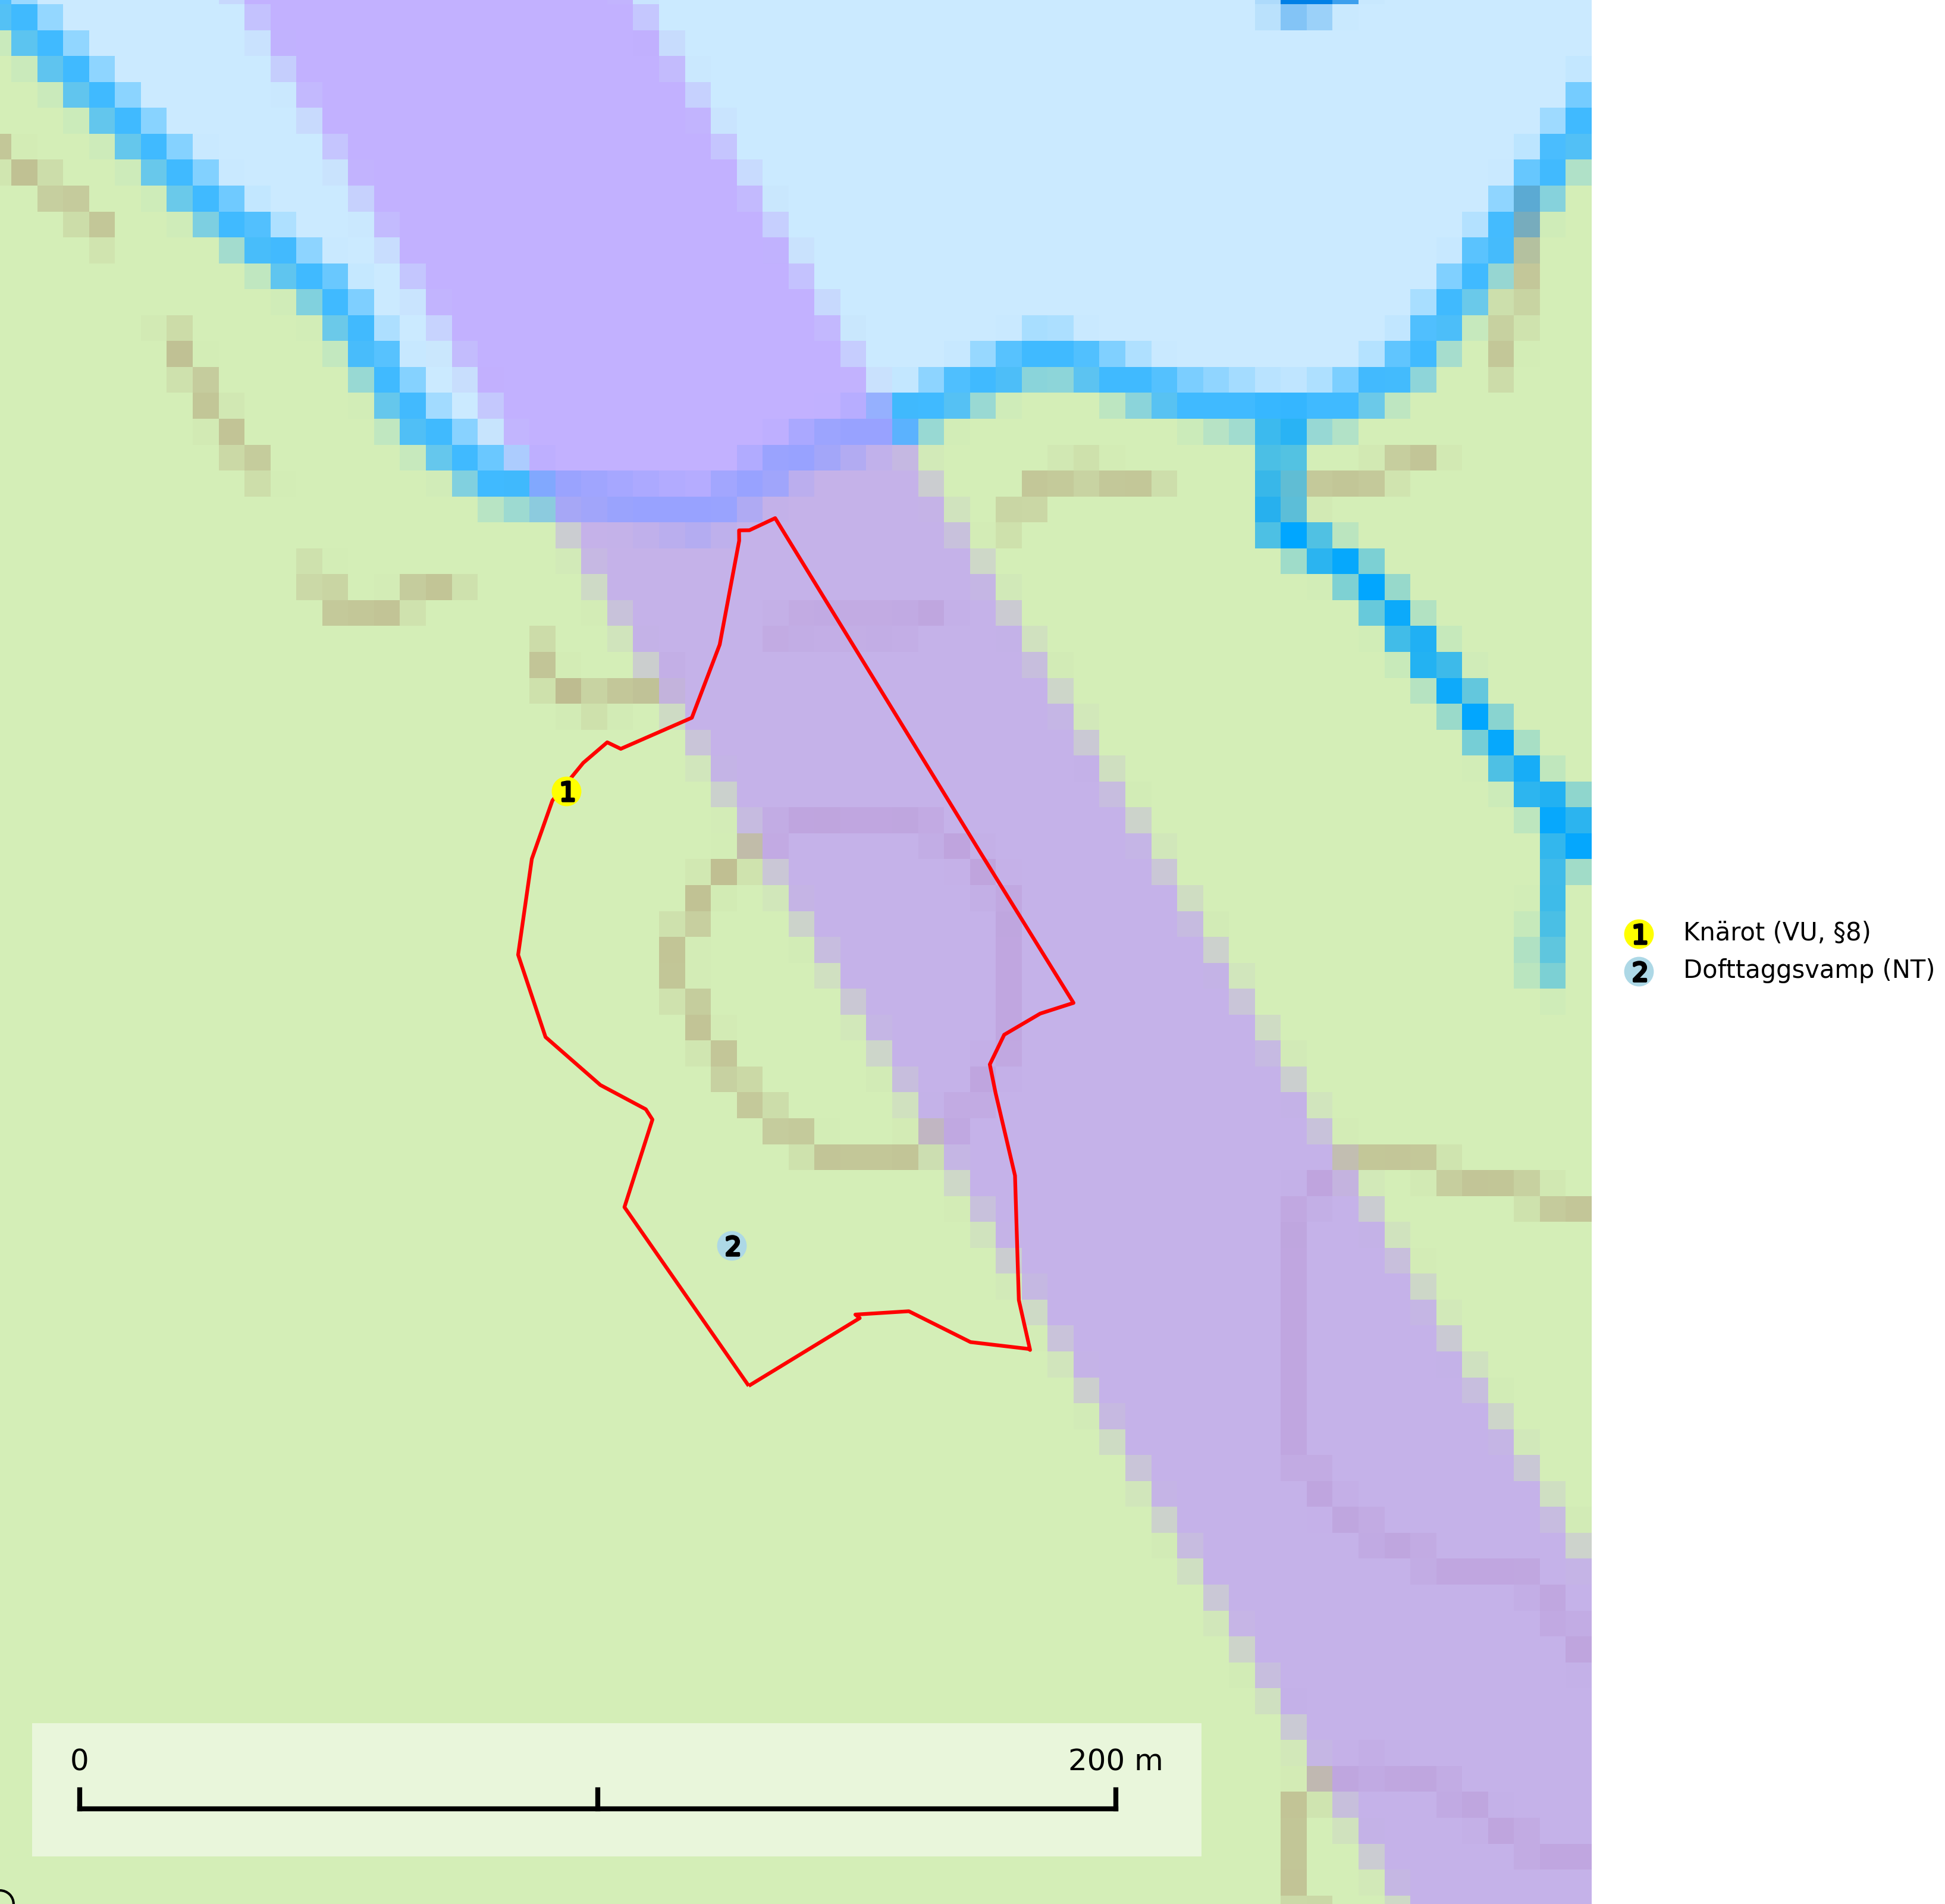 1
2
1 Knärot (VU, §8)
2 Dofttaggsvamp (NT)
0 200 m